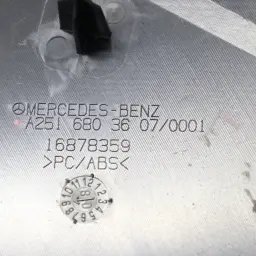 MERCEDES-BENZ
A251 680 36 07/0001
16878359
>PC/ABS<